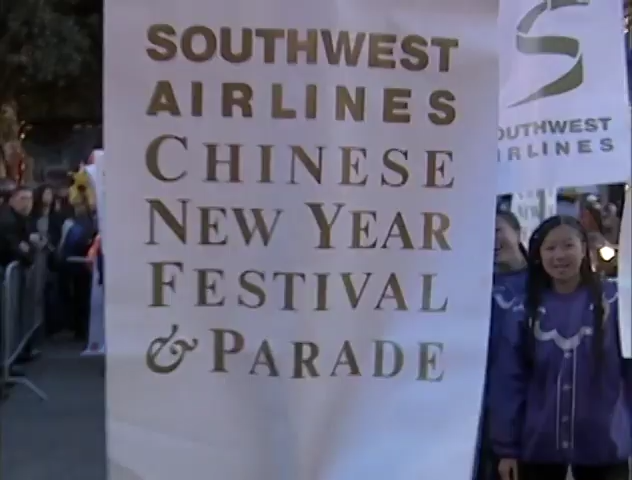 SOUTHWEST
AIRLINES
CHINESE
NEW YEAR
FESTIVAL
& PARADE
S
OUTHWEST
IRLINES